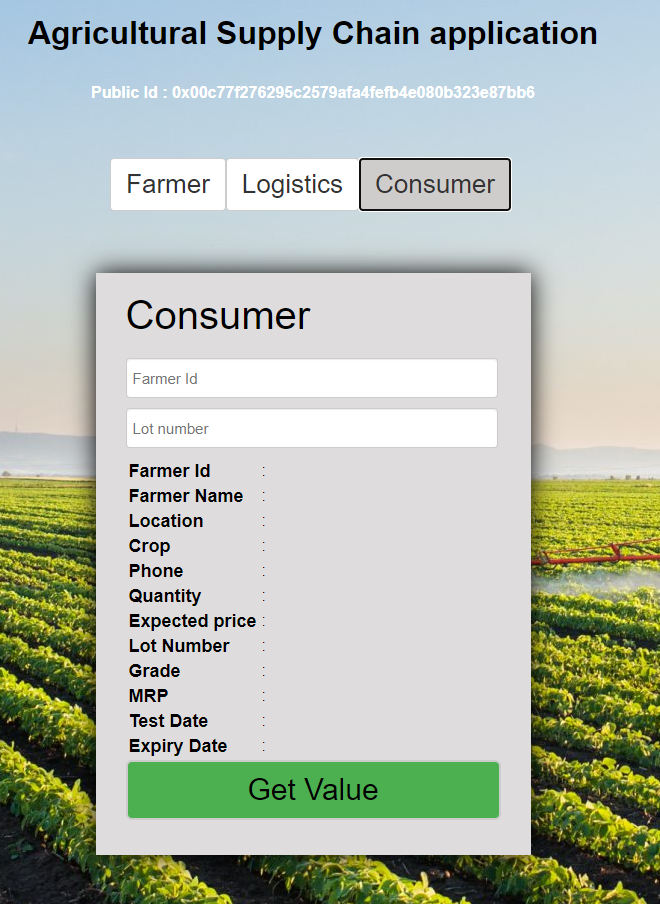 Agricultural Supply Chain application
Public Id : 0x00c77f276295c2579afa4fefb4e080b323e87bb6
Farmer Logistics Consumer
Consumer
Farmer Id
Lot number
Farmer Id :
Farmer Name :
Location :
Crop :
Phone :
Quantity :
Expected price :
Lot Number :
Grade :
MRP :
Test Date :
Expiry Date :
Get Value